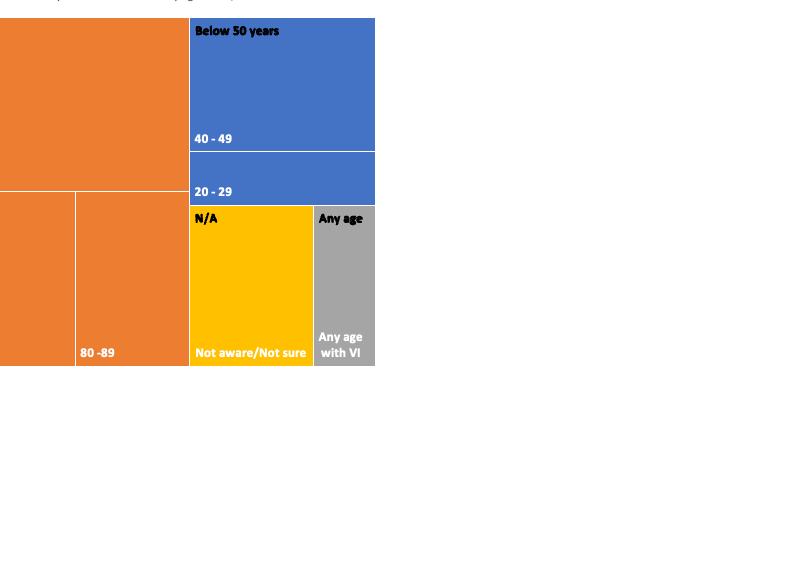 Below 50 years
40 - 49
20 - 29
N/A
Any age
Any age
with VI
Not aware/Not sure
80 -89